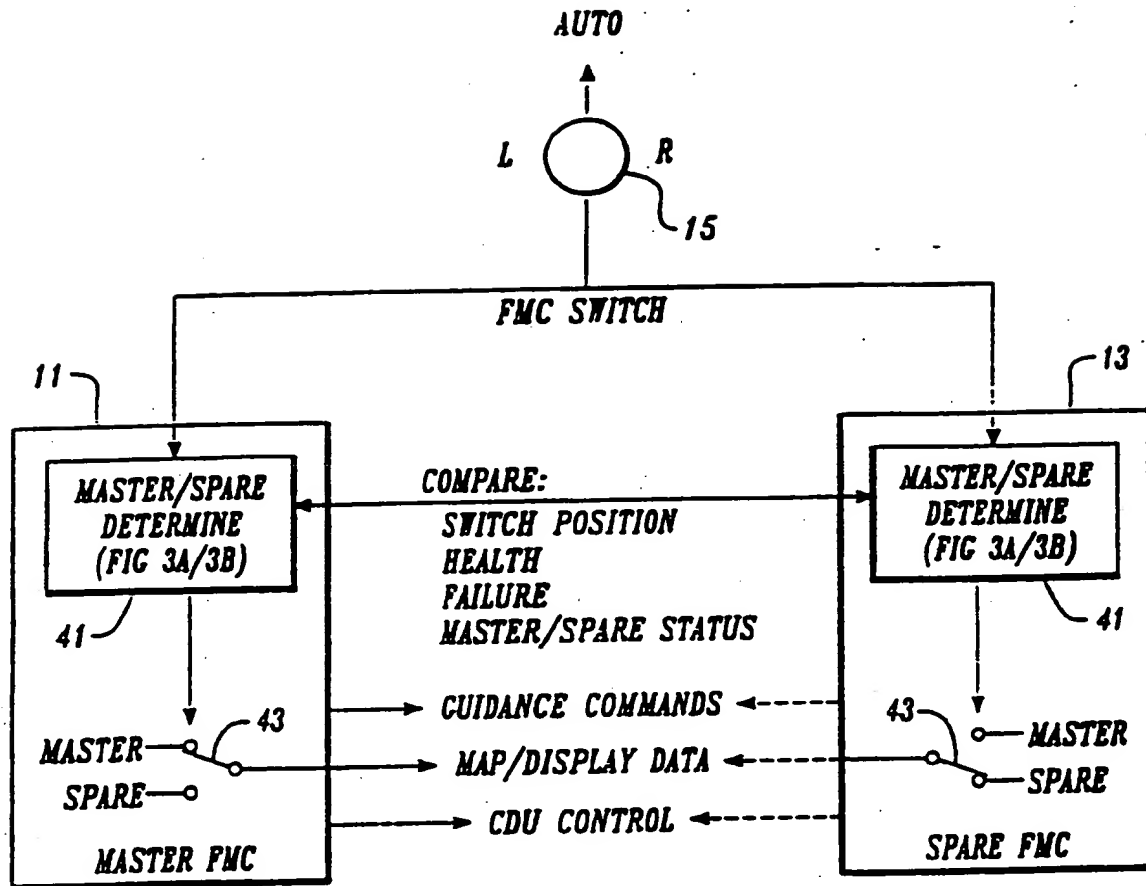 AUTO
L
R
15
FMC SWITCH
11
13
MASTER/SPARE
DETERMINE
(FIG 3A/3B)
41
COMPARE:
SWITCH POSITION
HEALTH
FAILURE
MASTER/SPARE STATUS
MASTER/SPARE
DETERMINE
(FIG 3A/3B)
41
GUIDANCE COMMANDS
MAP/DISPLAY DATA
CDU CONTROL
43
MASTER
SPARE
MASTER FMC
43
MASTER
SPARE
SPARE FMC